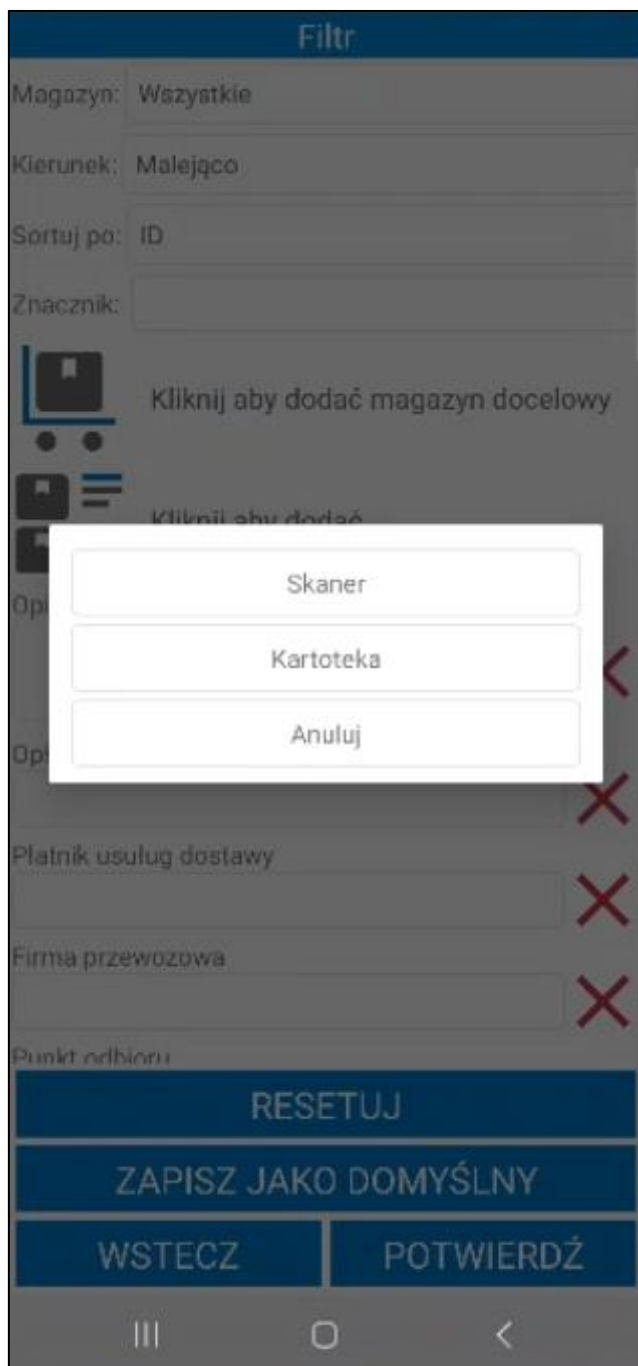 Filtr
Magazyn: Wszystkie
Kierunek: Malejąco
Sortuj po: ID
Znacznik:
Kliknij aby dodać magazyn docelowy
Kliknij aby dodać
Skaner
Kartoteka
Anuluj
Płatnik usuług dostawy
Firma przewozowa
Punkt odbioru
RESETUJ
ZAPISZ JAKO DOMYŚLNY
WSTECZ POTWIERDŹ